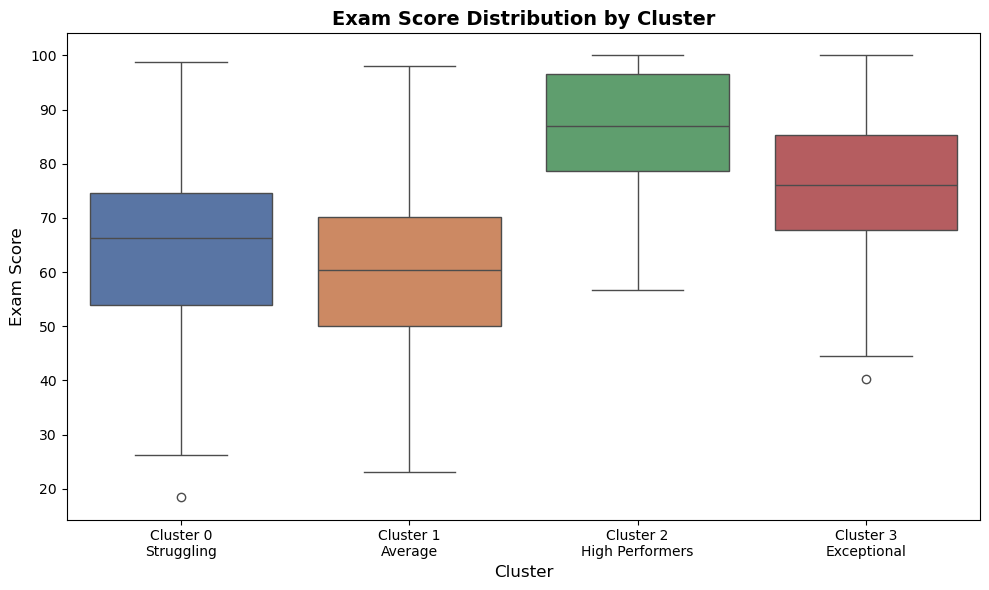 Exam Score Distribution by Cluster
Exam Score
100
90
80
70
60
50
40
30
20
Cluster 0
Struggling
Cluster 1
Average
Cluster 2
High Performers
Cluster 3
Exceptional
Cluster